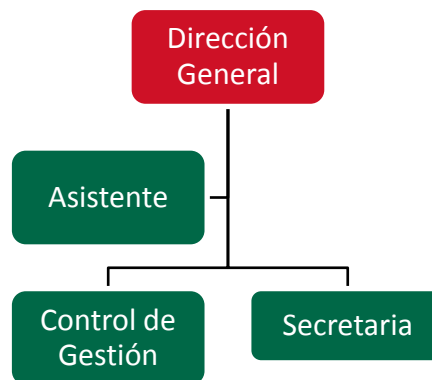 Dirección
General
Asistente
Control de
Gestión
Secretaria